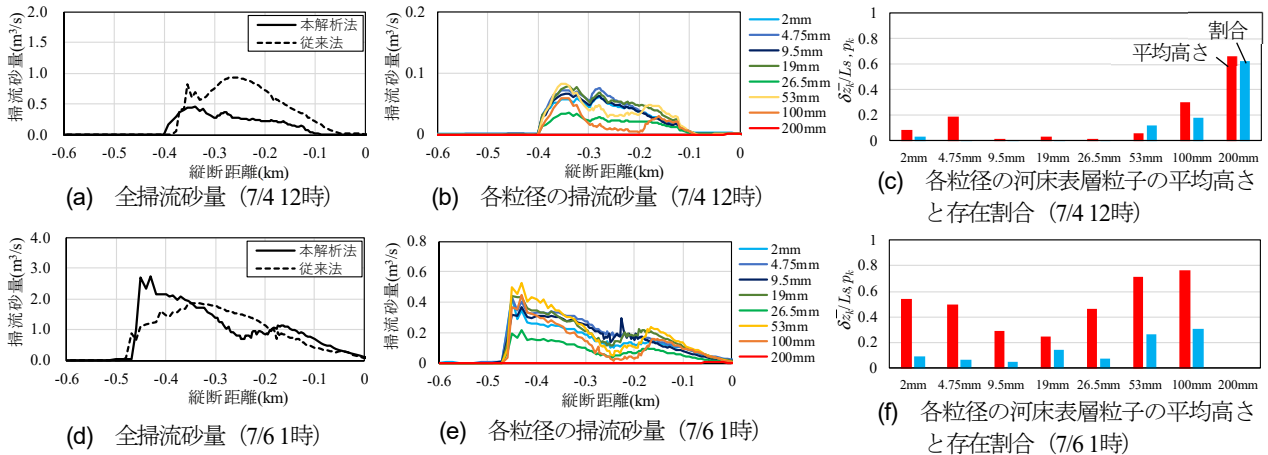 掃流砂量(m³/s)
2.0
1.5
1.0
0.5
0.0
本解析法
従来法
-0.6 -0.5 -0.4 -0.3 -0.2 -0.1 0
縦断距離(km)
(a) 全掃流砂量（7/4 12時）
掃流砂量(m³/s)
0.2
0.1
0
-0.6 -0.5 -0.4 -0.3 -0.2 -0.1 0
縦断距離(km)
2mm
4.75mm
9.5mm
19mm
26.5mm
53mm
100mm
200mm
(b) 各粒径の掃流砂量（7/4 12時）
δz̄k/Ls, pk
1
0.8
0.6
0.4
0.2
0
平均高さ
割合
2mm 4.75mm 9.5mm 19mm 26.5mm 53mm 100mm 200mm
(c) 各粒径の河床表層粒子の平均高さ
と存在割合（7/4 12時）
掃流砂量(m³/s)
4.0
3.0
2.0
1.0
0.0
本解析法
従来法
-0.6 -0.5 -0.4 -0.3 -0.2 -0.1 0
縦断距離(km)
(d) 全掃流砂量（7/6 1時）
掃流砂量(m³/s)
0.8
0.6
0.4
0.2
0
-0.6 -0.5 -0.4 -0.3 -0.2 -0.1 0
縦断距離(km)
2mm
4.75mm
9.5mm
19mm
26.5mm
53mm
100mm
200mm
(e) 各粒径の掃流砂量（7/6 1時）
δz̄k/Ls, pk
1
0.8
0.6
0.4
0.2
0
2mm 4.75mm 9.5mm 19mm 26.5mm 53mm 100mm 200mm
(f) 各粒径の河床表層粒子の平均高さ
と存在割合（7/6 1時）